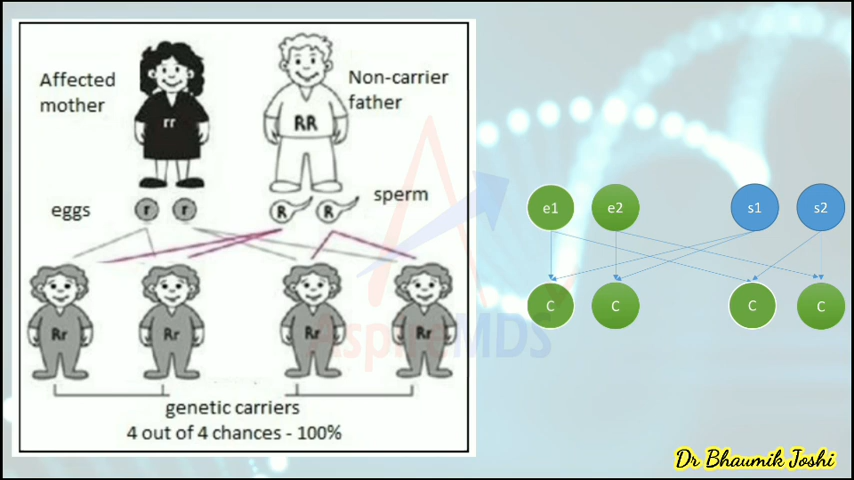 Affected
mother
Non-carrier
father
rr
RR
eggs
r r
R R
sperm
Rr Rr Rr Rr
genetic carriers
4 out of 4 chances - 100%
e1 e2 s1 s2
C C C C
AspireMDS
Dr Bhaumik Joshi